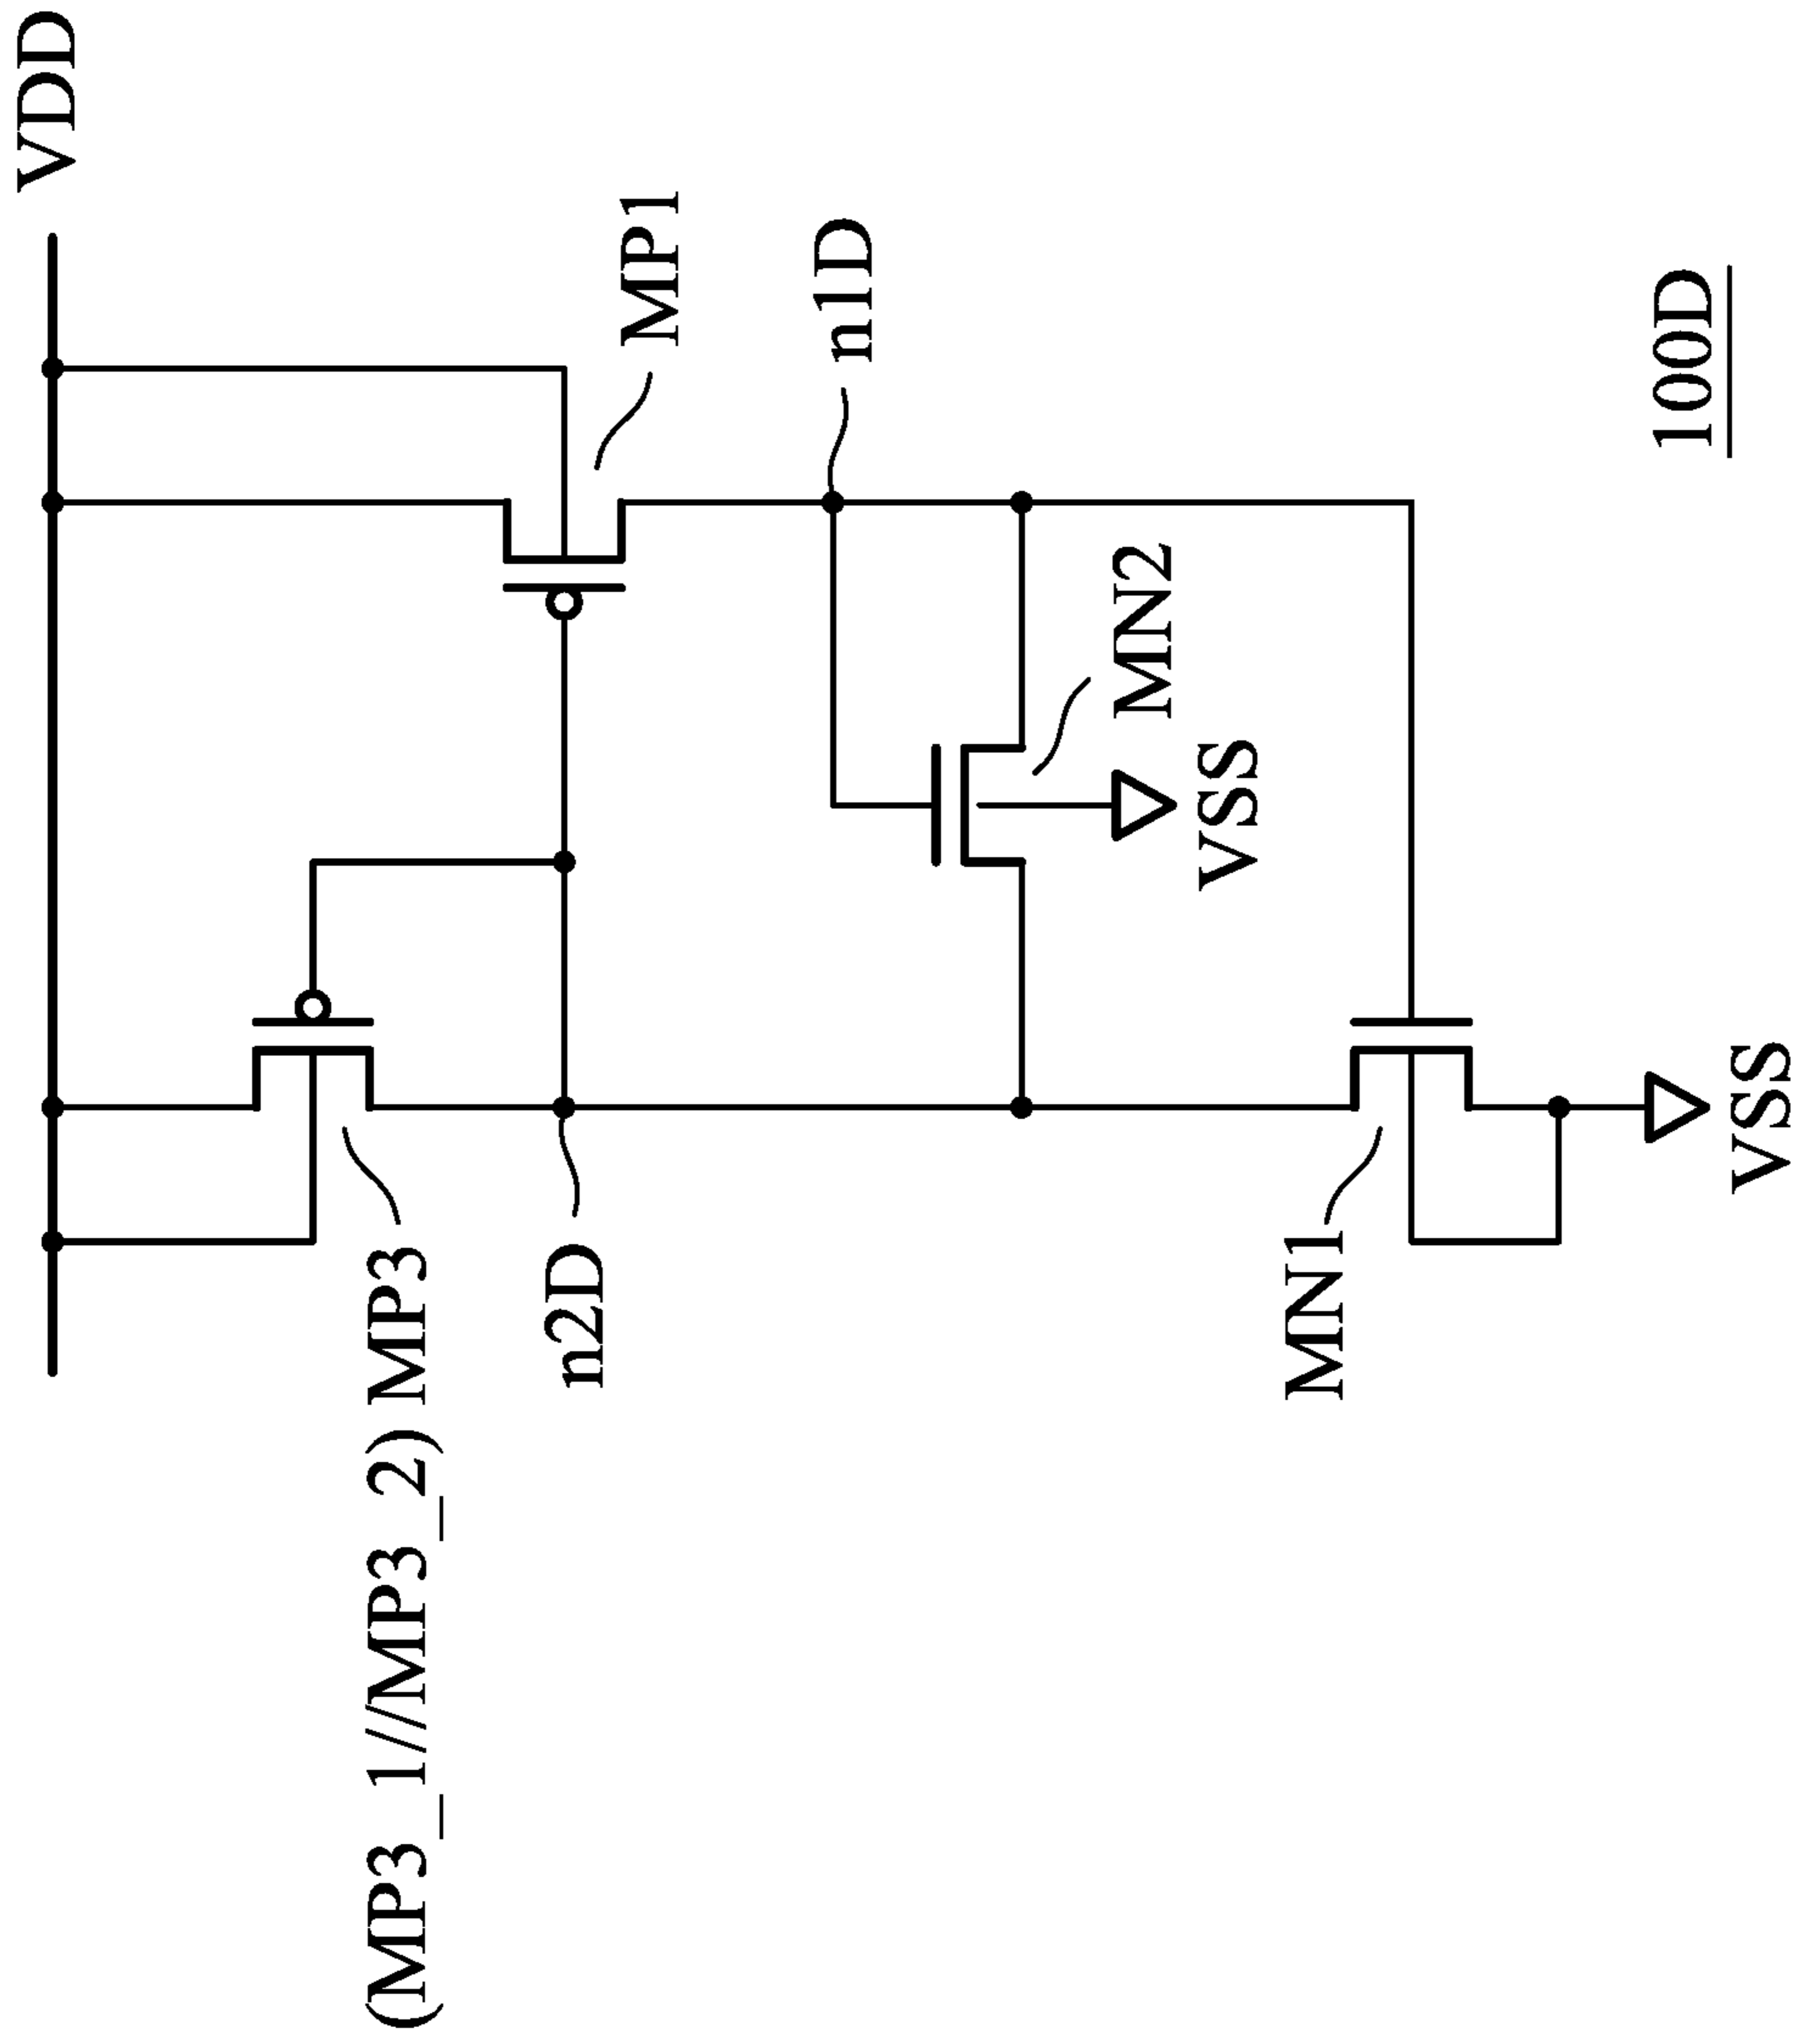 VDD
MP1
n1D
100D
MN2
VSS
(MP3_1//MP3_2) MP3
n2D
MN1
VSS